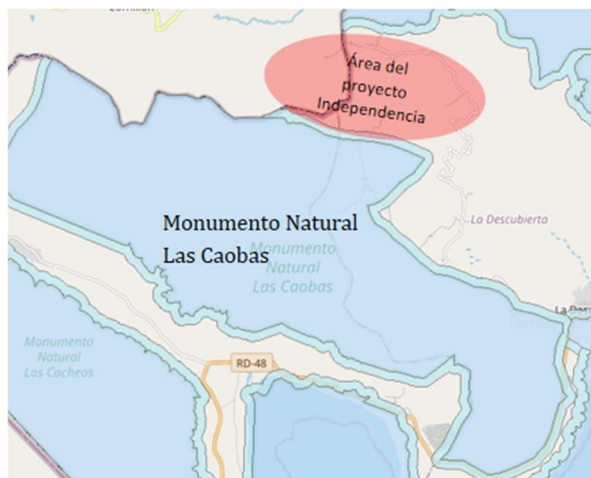 Área del
proyecto
Independencia
Monumento Natural
Las Caobas
Monumento
Natural
Las Caobas
La Descubierta
Monumento
Natural
Los Cacheos
RD-48